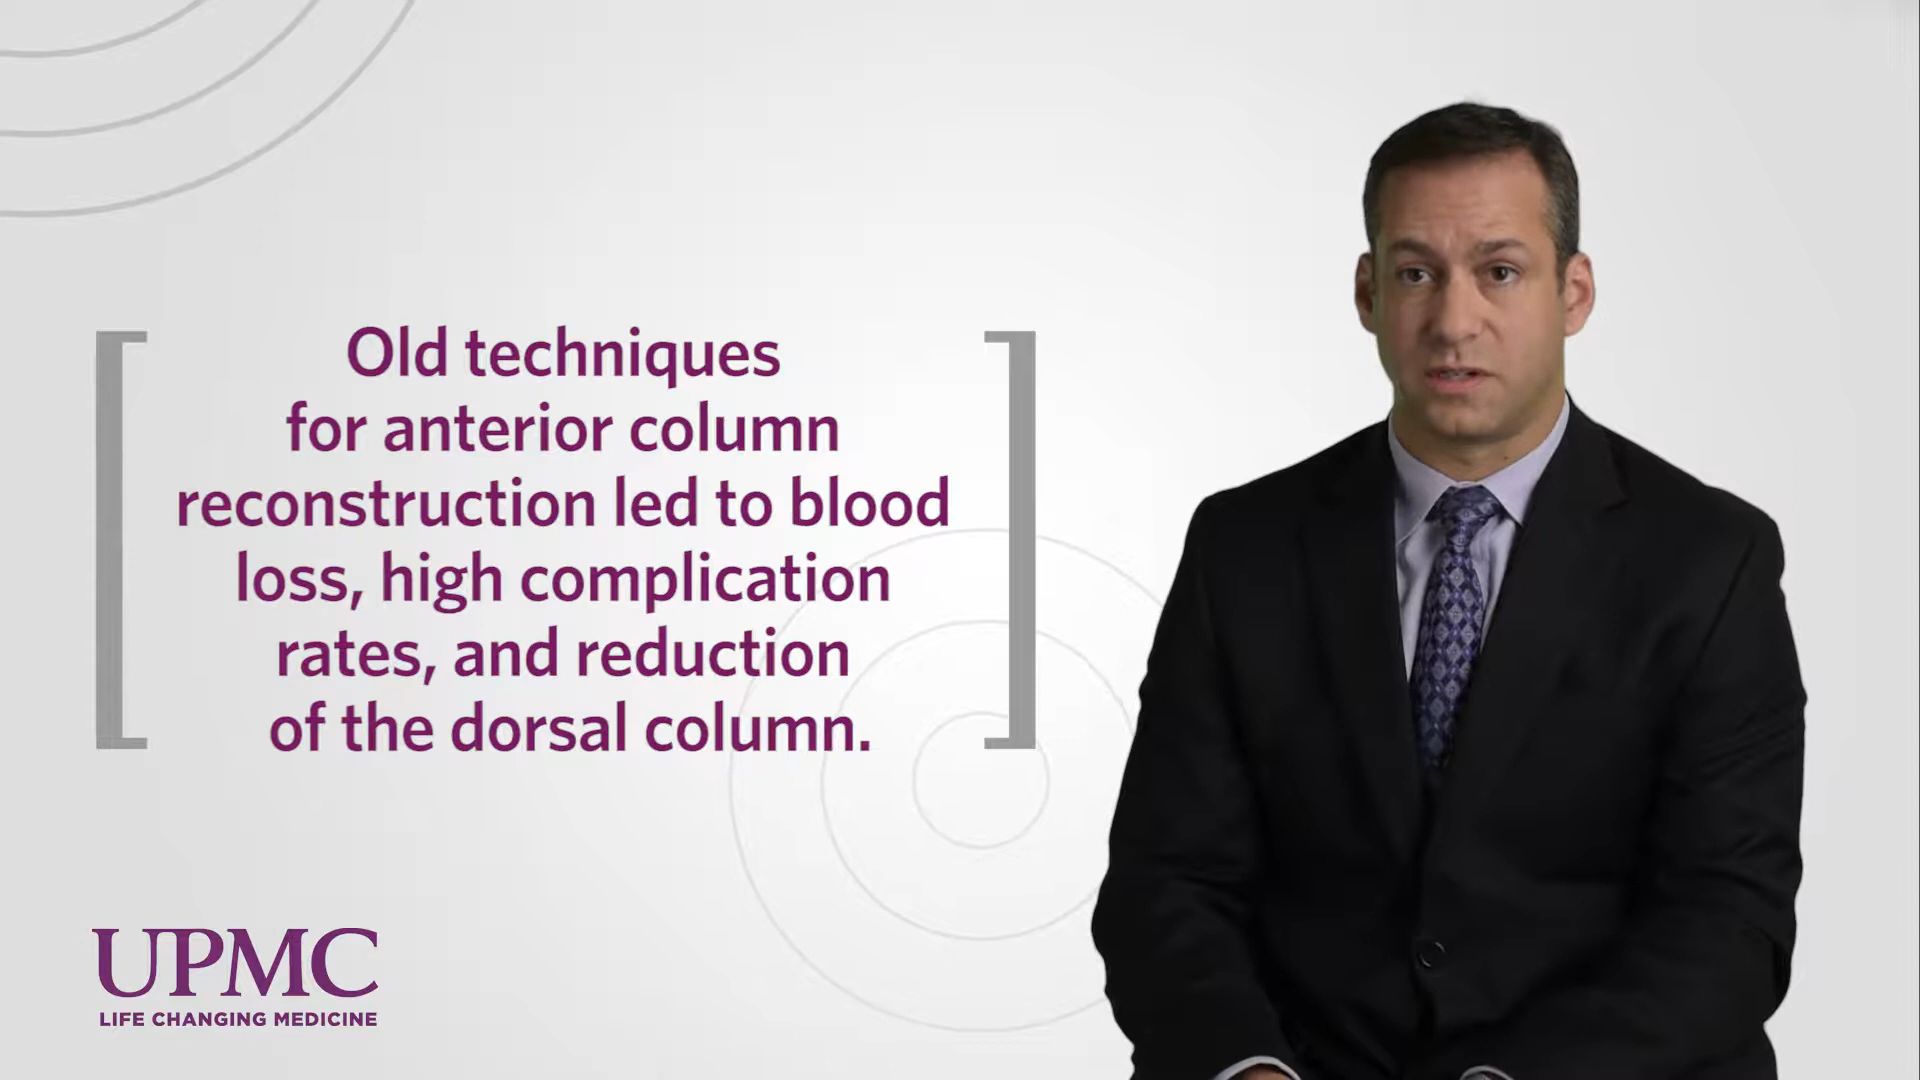 Old techniques
for anterior column
reconstruction led to blood
loss, high complication
rates, and reduction
of the dorsal column.
UPMC
LIFE CHANGING MEDICINE